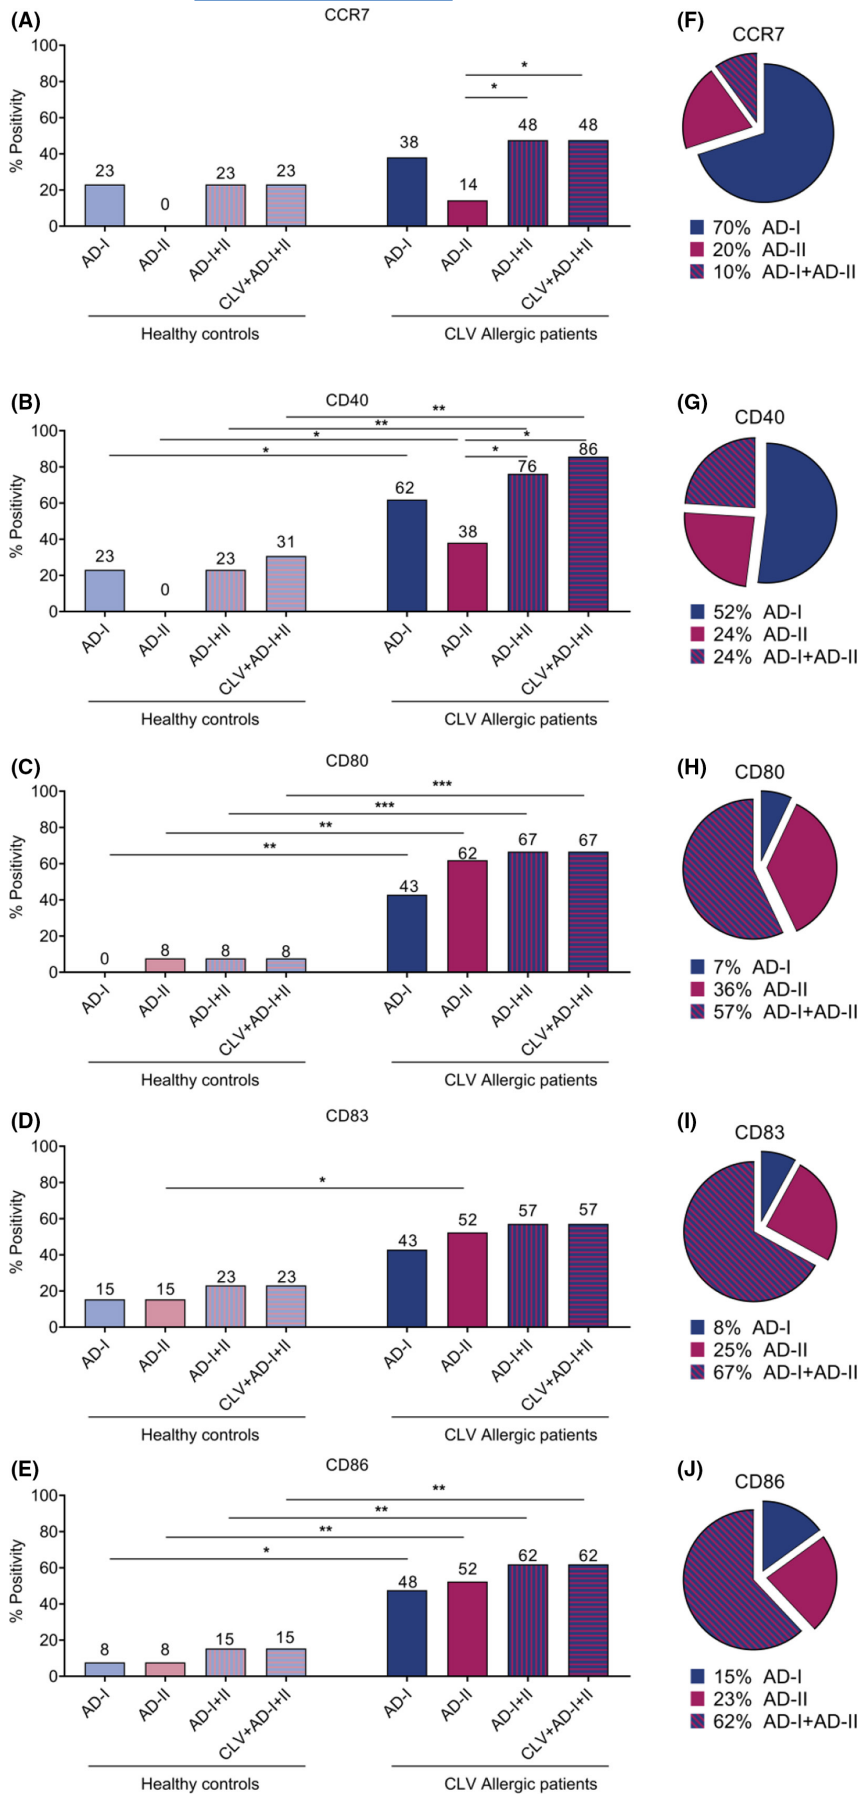 (A)
CCR7
% Positivity
100
80
60
40
20
0
23
0
23
23
38
14
48
48
*
*
AD-I
AD-II
AD-I+II
CLV+AD-I+II
AD-I
AD-II
AD-I+II
CLV+AD-I+II
Healthy controls
CLV Allergic patients
(F)
CCR7
70% AD-I
20% AD-II
10% AD-I+AD-II
(B)
CD40
% Positivity
100
80
60
40
20
0
23
0
23
31
62
38
76
86
**
**
*
*
*
*
AD-I
AD-II
AD-I+II
CLV+AD-I+II
AD-I
AD-II
AD-I+II
CLV+AD-I+II
Healthy controls
CLV Allergic patients
(G)
CD40
52% AD-I
24% AD-II
24% AD-I+AD-II
(C)
CD80
% Positivity
100
80
60
40
20
0
0
8
8
8
43
62
67
67
***
***
**
**
AD-I
AD-II
AD-I+II
CLV+AD-I+II
AD-I
AD-II
AD-I+II
CLV+AD-I+II
Healthy controls
CLV Allergic patients
(H)
CD80
7% AD-I
36% AD-II
57% AD-I+AD-II
(D)
CD83
% Positivity
100
80
60
40
20
0
15
15
23
23
43
52
57
57
*
AD-I
AD-II
AD-I+II
CLV+AD-I+II
AD-I
AD-II
AD-I+II
CLV+AD-I+II
Healthy controls
CLV Allergic patients
(I)
CD83
8% AD-I
25% AD-II
67% AD-I+AD-II
(E)
CD86
% Positivity
100
80
60
40
20
0
8
8
15
15
48
52
62
62
**
**
**
*
AD-I
AD-II
AD-I+II
CLV+AD-I+II
AD-I
AD-II
AD-I+II
CLV+AD-I+II
Healthy controls
CLV Allergic patients
(J)
CD86
15% AD-I
23% AD-II
62% AD-I+AD-II